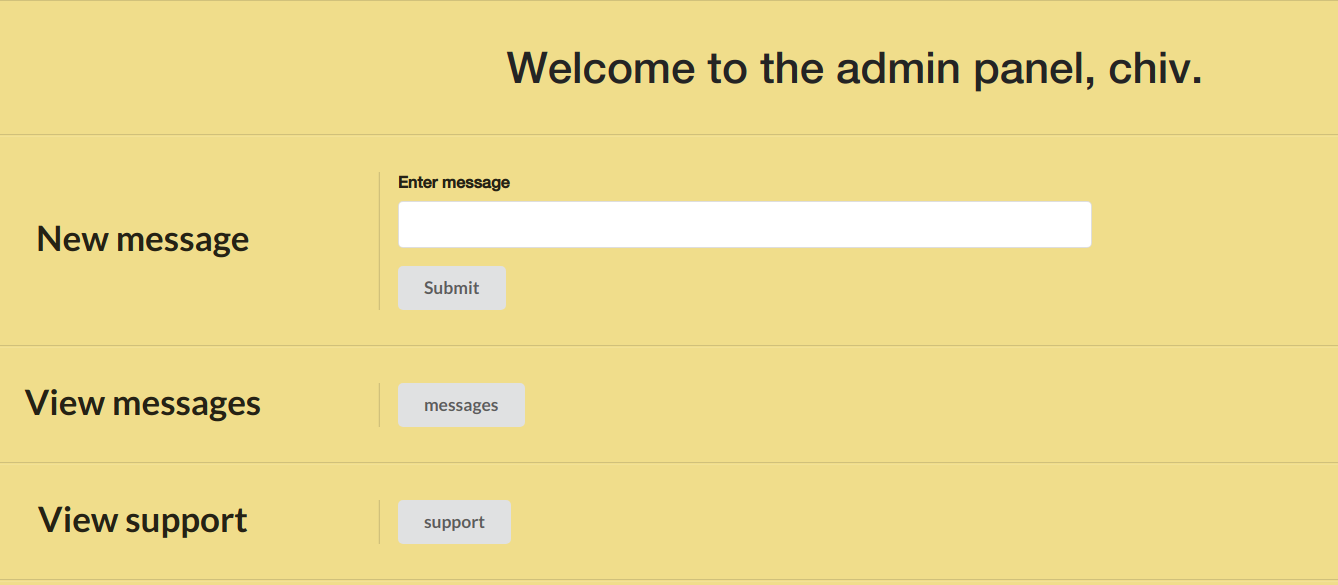 Welcome to the admin panel, chiv.
Enter message
New message
Submit
View messages
messages
View support
support